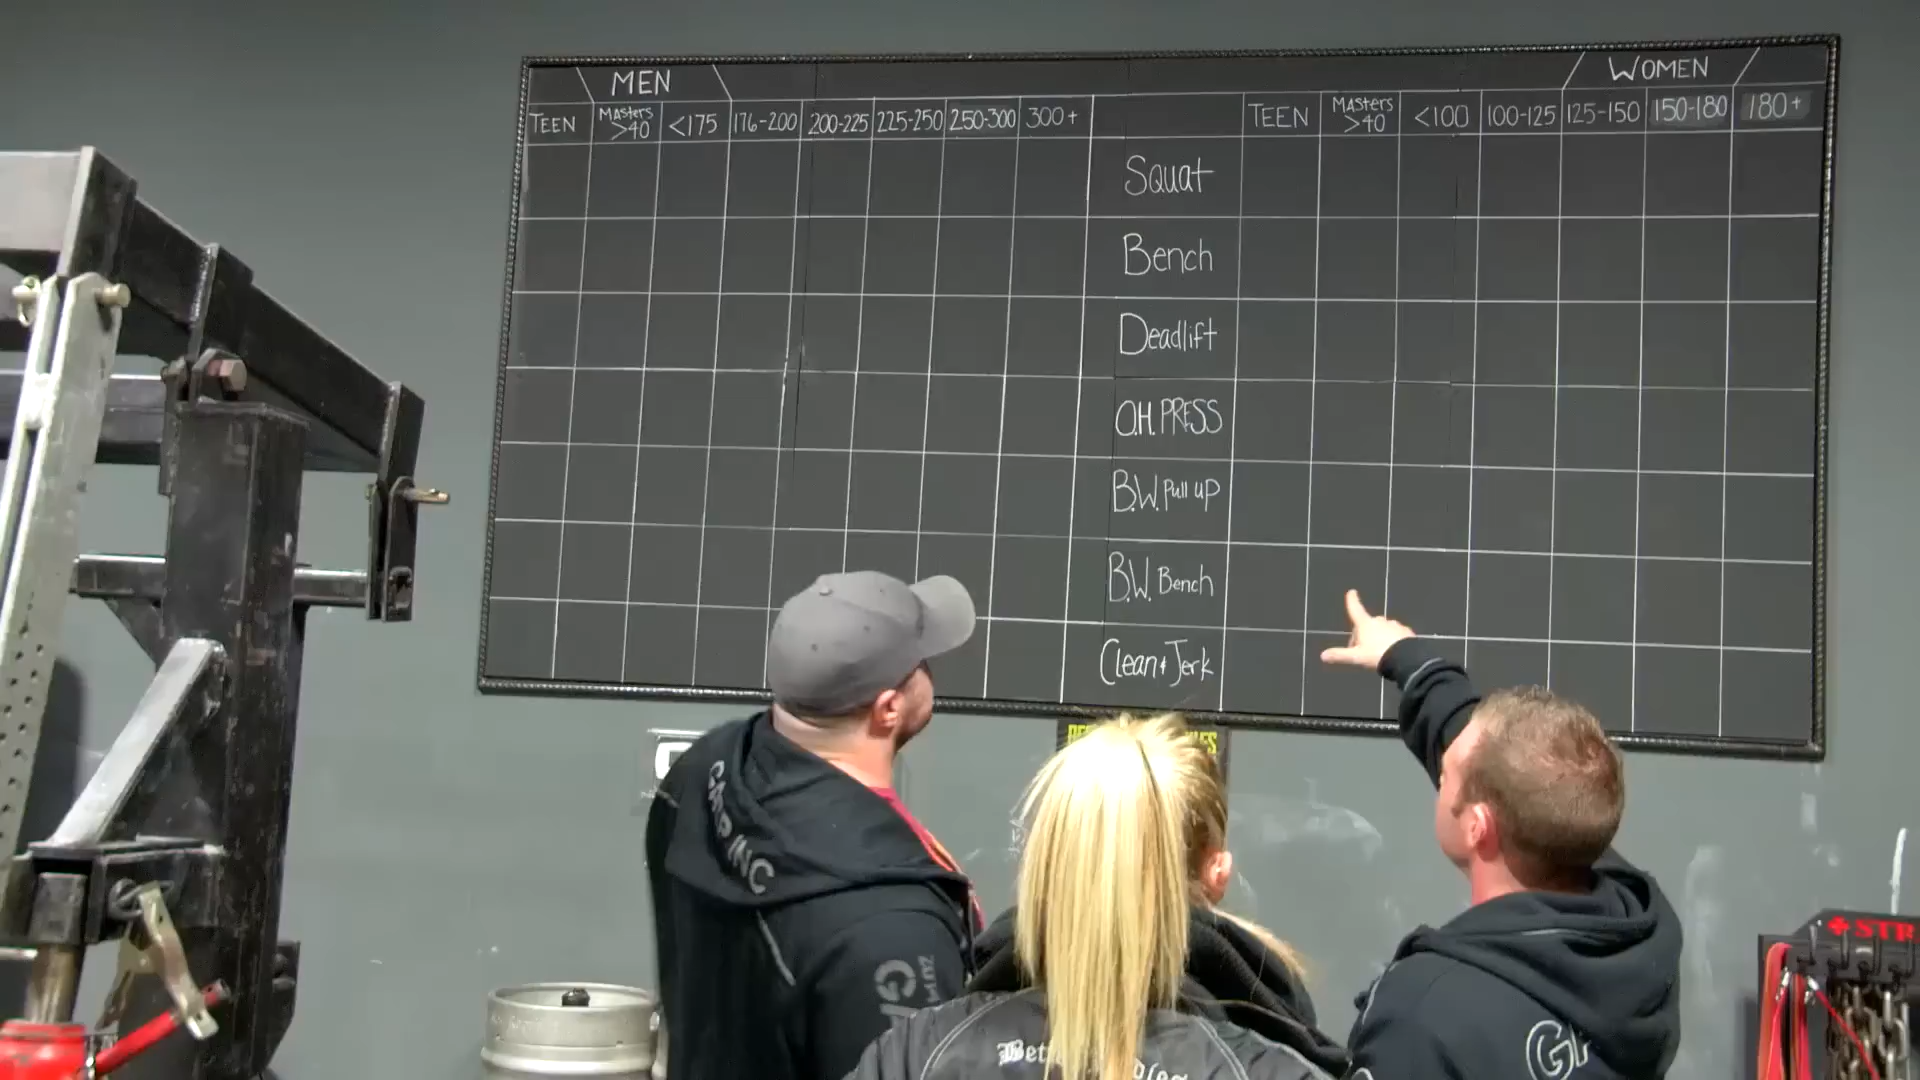 MEN
WOMEN
TEEN Masters >40 <175 176-200 200-225 225-250 250-300 300+
TEEN Masters >40 <100 100-125 125-150 150-180 180+
Squat
Bench
Deadlift
O.H. PRESS
B.W. Pull up
B.W. Bench
Clean+Jerk
STR